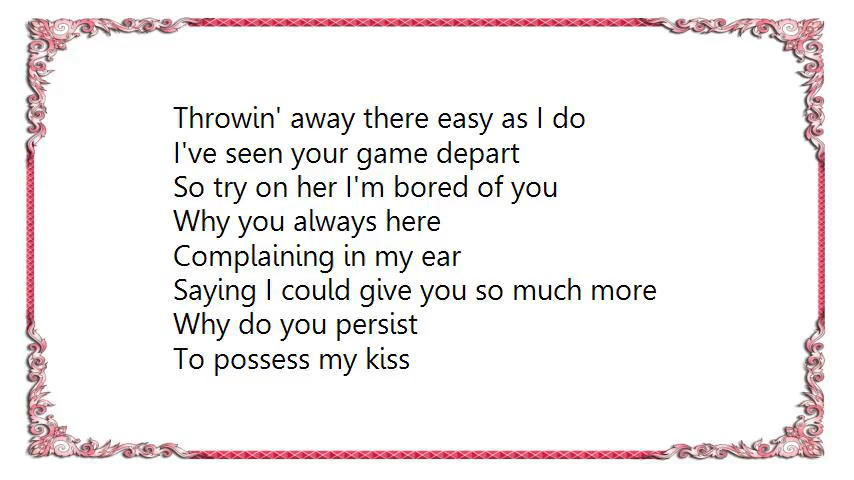 Throwin' away there easy as I do
I've seen your game depart
So try on her I'm bored of you
Why you always here
Complaining in my ear
Saying I could give you so much more
Why do you persist
To possess my kiss